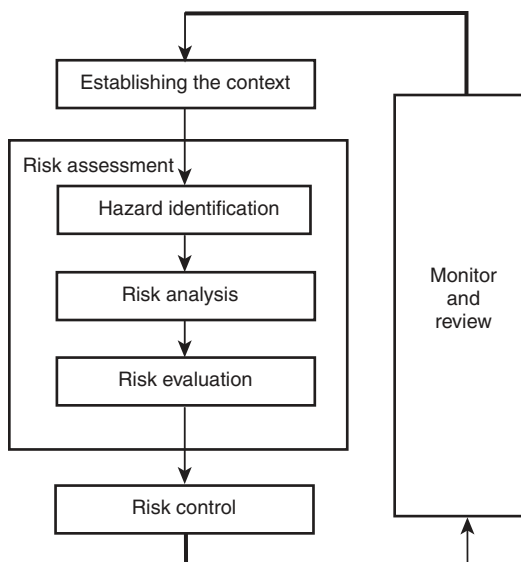 Establishing the context
Risk assessment
Hazard identification
Risk analysis
Risk evaluation
Risk control
Monitor
and
review